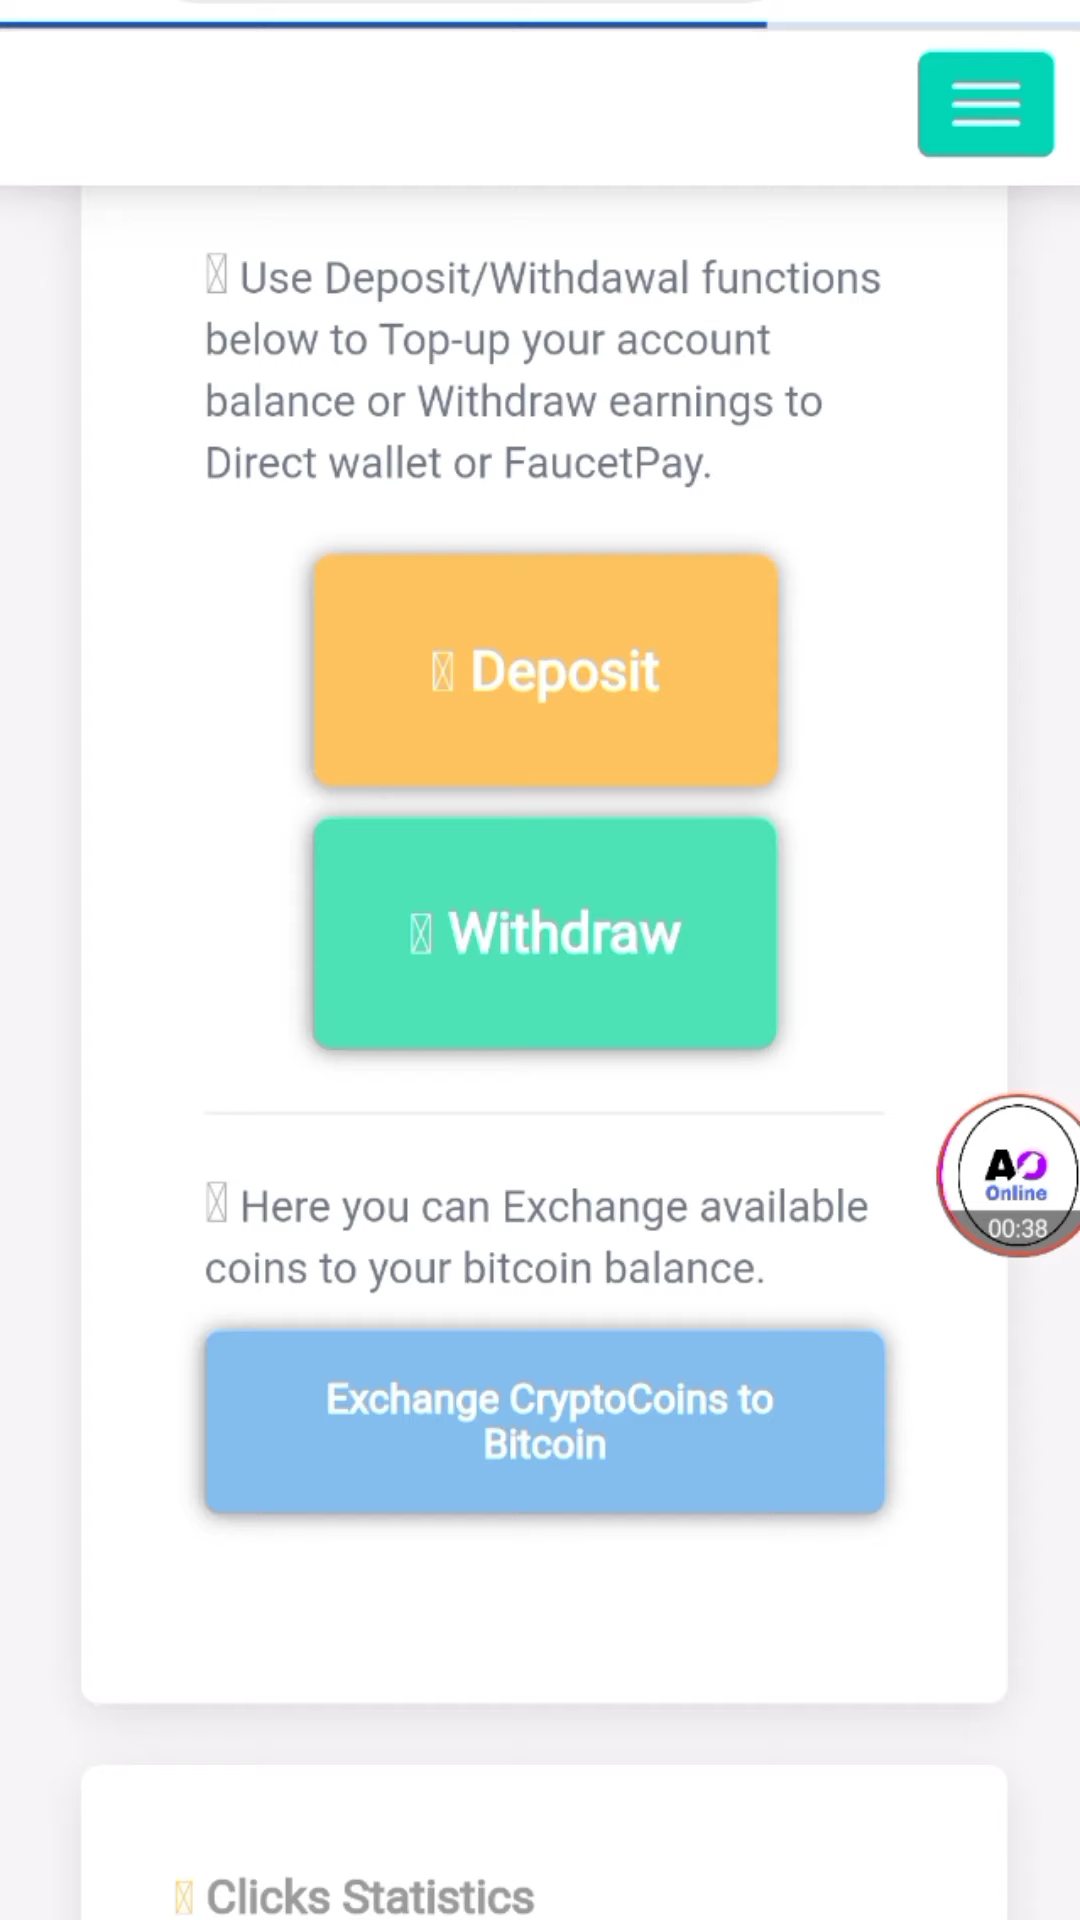 Use Deposit/Withdawal functions
below to Top-up your account
balance or Withdraw earnings to
Direct wallet or FaucetPay.
Deposit
Withdraw
Here you can Exchange available
coins to your bitcoin balance.
Exchange CryptoCoins to
Bitcoin
AO
Online
00:38
Clicks Statistics